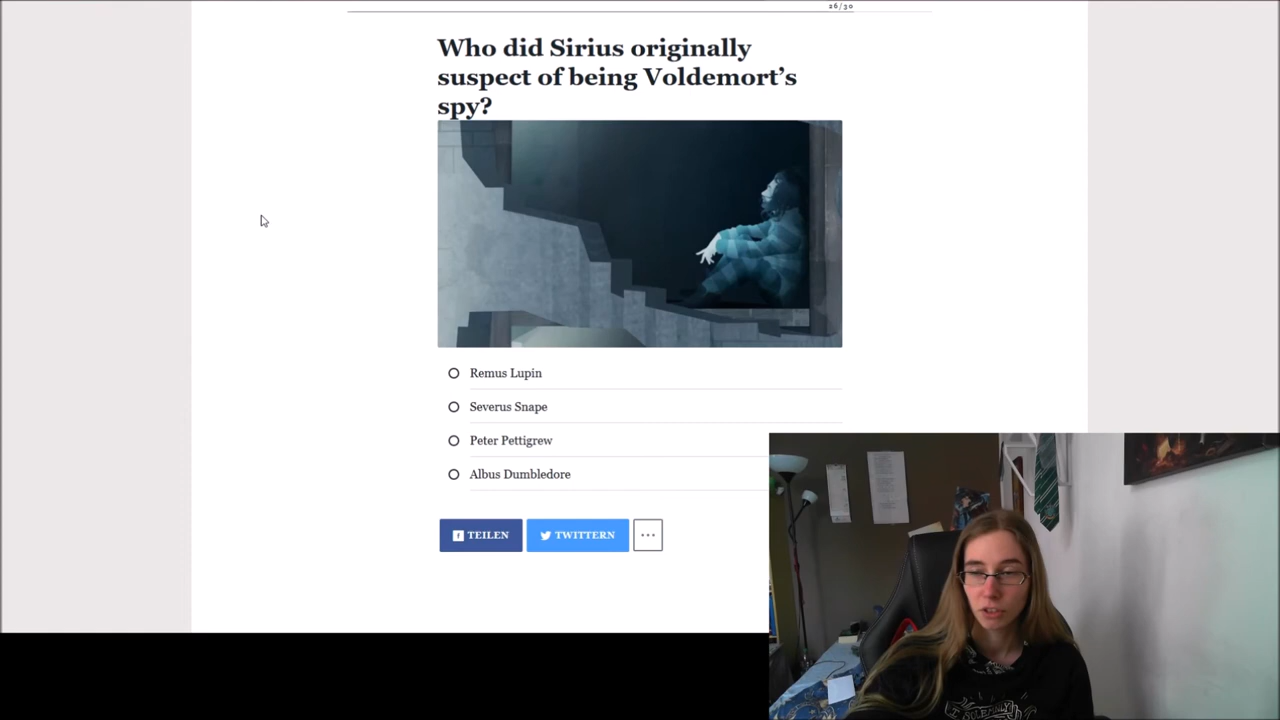 26/30
Who did Sirius originally
suspect of being Voldemort’s
spy?
Remus Lupin
Severus Snape
Peter Pettigrew
Albus Dumbledore
f TEILEN
TWITTERN
...
I SOLEMNLY